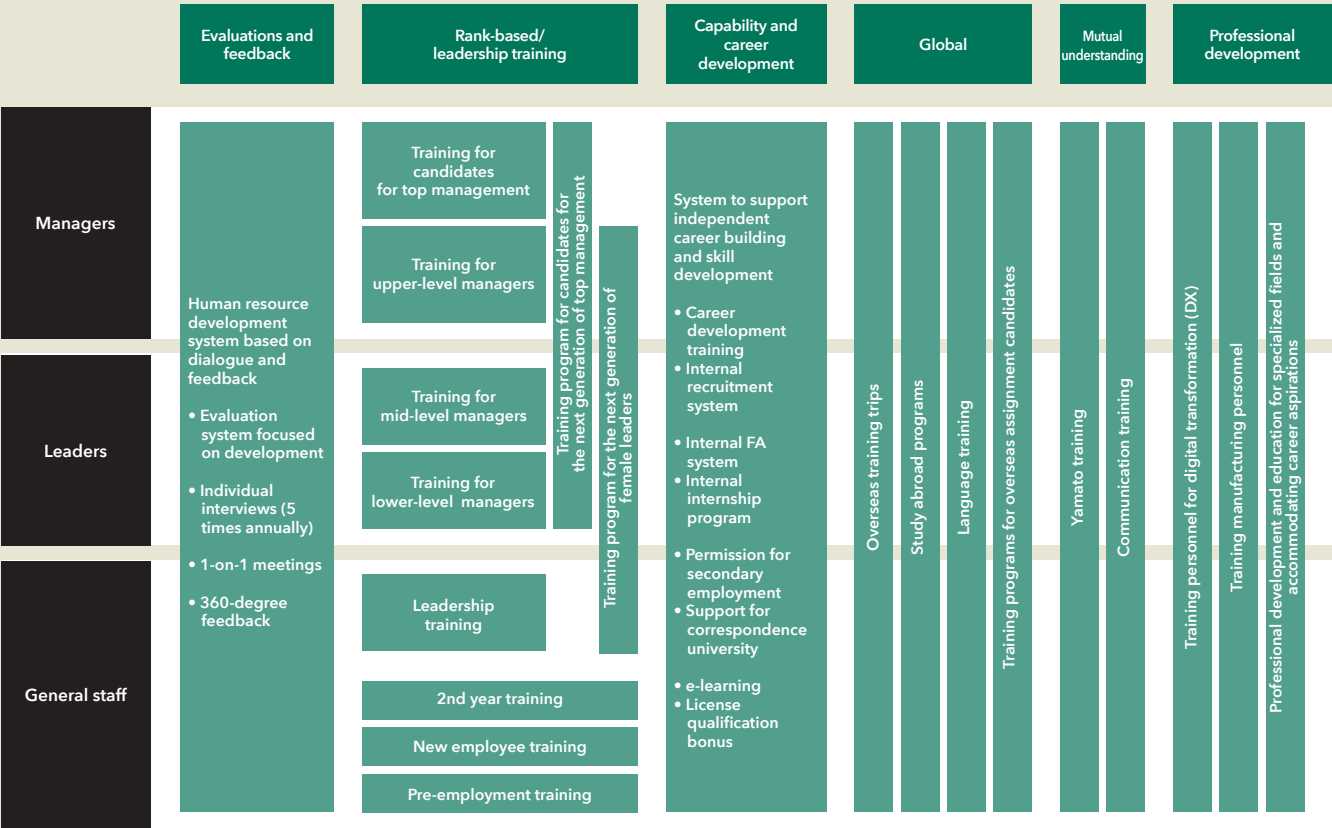 Evaluations and
feedback
Rank-based/
leadership training
Capability and
career
development
Global
Mutual
understanding
Professional
development
Managers
Leaders
General staff
Human resource
development
system based on
dialogue and
feedback
• Evaluation
system focused
on development
• Individual
interviews (5
times annually)
• 1-on-1 meetings
• 360-degree
feedback
Training for
candidates
for top management
Training for
upper-level managers
Training for
mid-level managers
Training for
lower-level managers
Leadership
training
2nd year training
New employee training
Pre-employment training
Training program for candidates for
the next generation of top management
Training program for the next generation of
female leaders
System to support
independent
career building
and skill
development
• Career
development
training
• Internal
recruitment
system
• Internal FA
system
• Internal
internship
program
• Permission for
secondary
employment
• Support for
correspondence
university
• e-learning
• License
qualification
bonus
Overseas training trips
Study abroad programs
Language training
Training programs for overseas assignment candidates
Yamato training
Communication training
Training personnel for digital transformation (DX)
Training manufacturing personnel
Professional development and education for specialized fields and
accommodating career aspirations